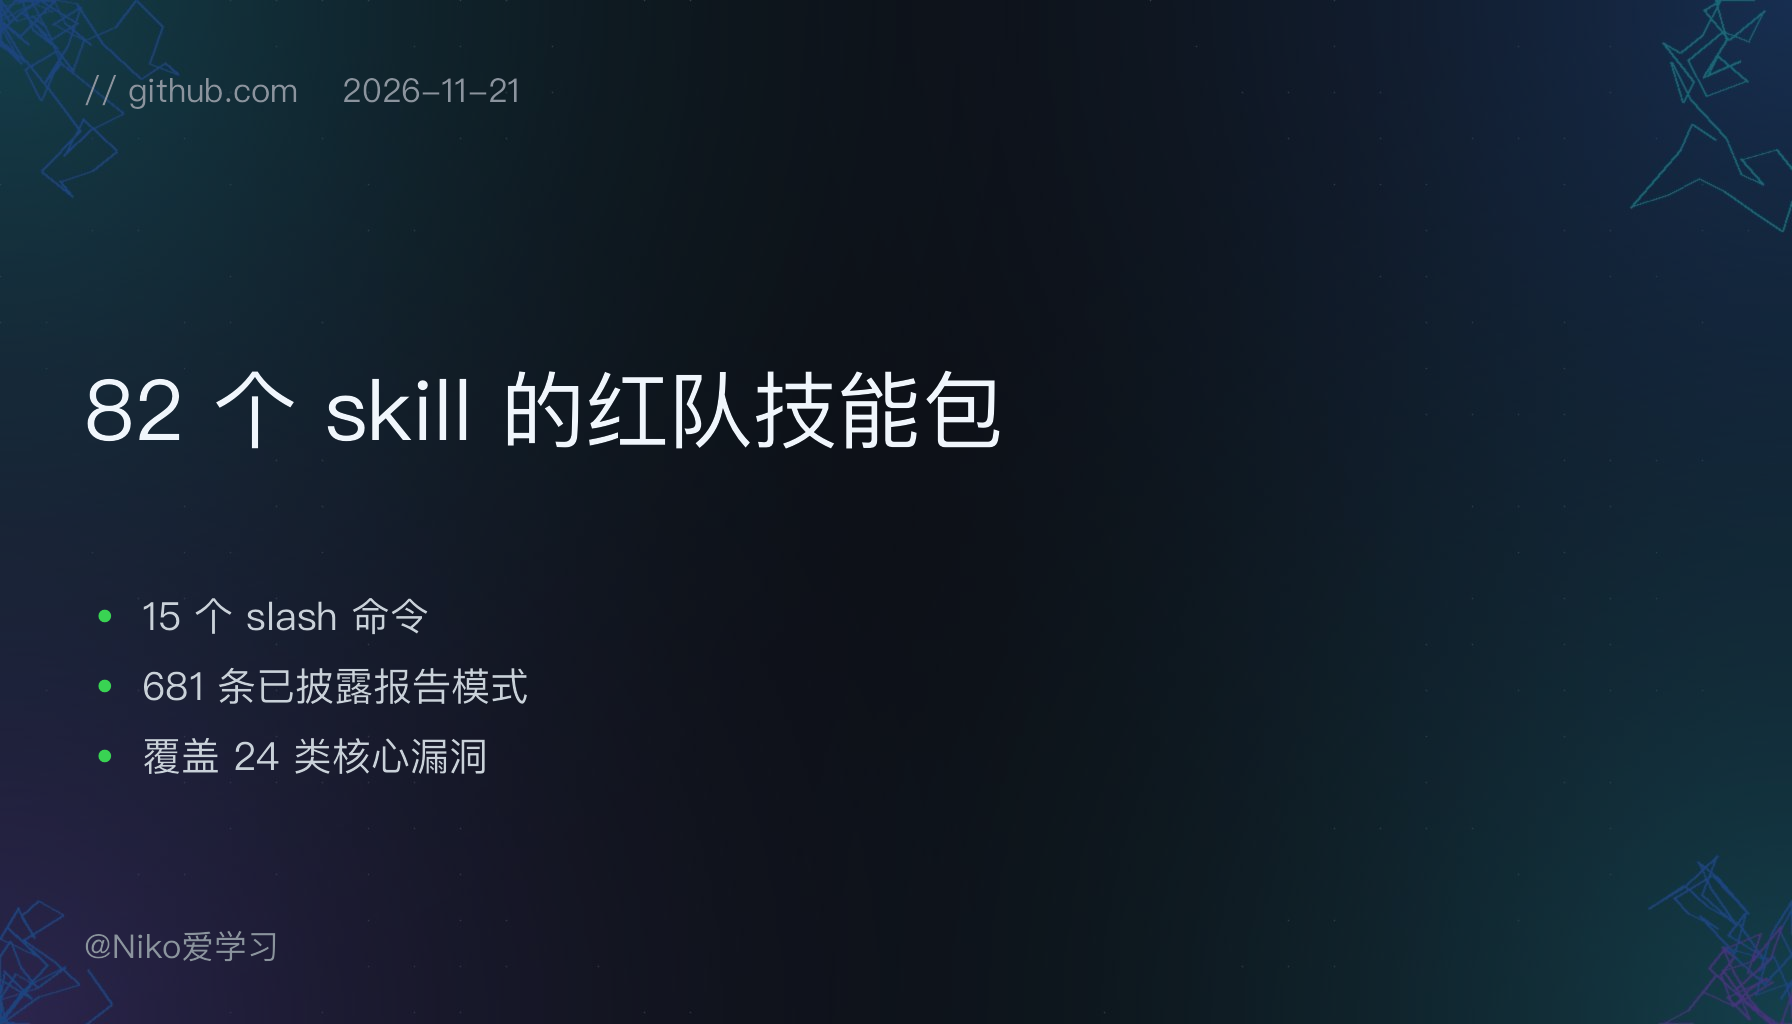 // github.com 2026-11-21
82 个 skill 的红队技能包
• 15 个 slash 命令
• 681 条已披露报告模式
• 覆盖 24 类核心漏洞
@Niko爱学习